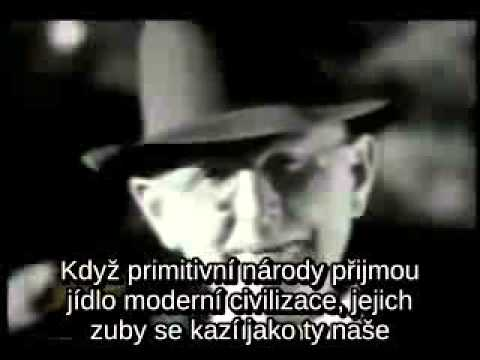 Když primitivní národy přijmou
jídlo moderní civilizace, jejich
zuby se kazí jako ty naše